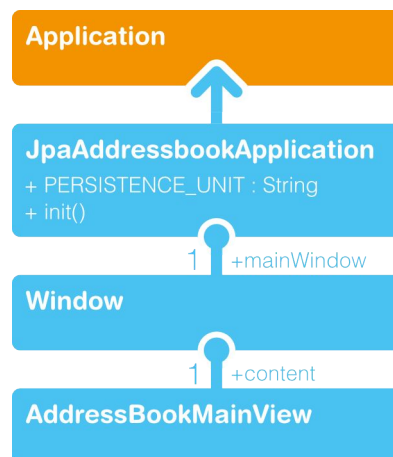 Application
JpaAddressbookApplication
+ PERSISTENCE_UNIT : String
+ init()
1 +mainWindow
Window
1 +content
AddressBookMainView